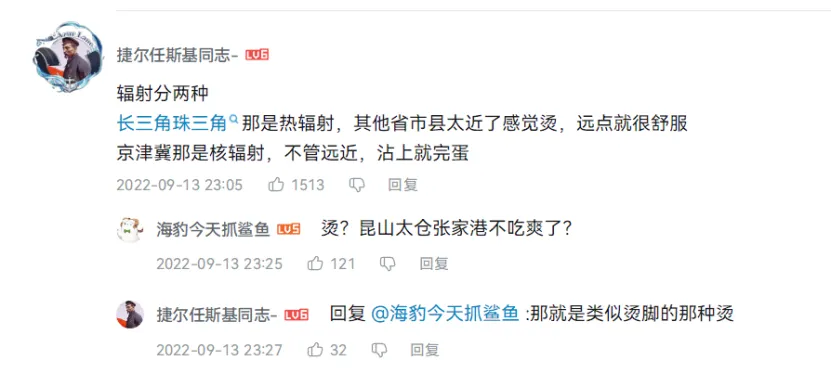 捷尔任斯基同志- LV6
辐射分两种
长三角珠三角 那是热辐射，其他省市县太近了感觉烫，远点就很舒服
京津冀那是核辐射，不管远近，沾上就完蛋
2022-09-13 23:05 1513 回复
海豹今天抓鲨鱼 LV5 烫？昆山太仓张家港不吃爽了？
2022-09-13 23:25 121 回复
捷尔任斯基同志- LV6 回复 @海豹今天抓鲨鱼 :那就是类似烫脚的那种烫
2022-09-13 23:27 32 回复